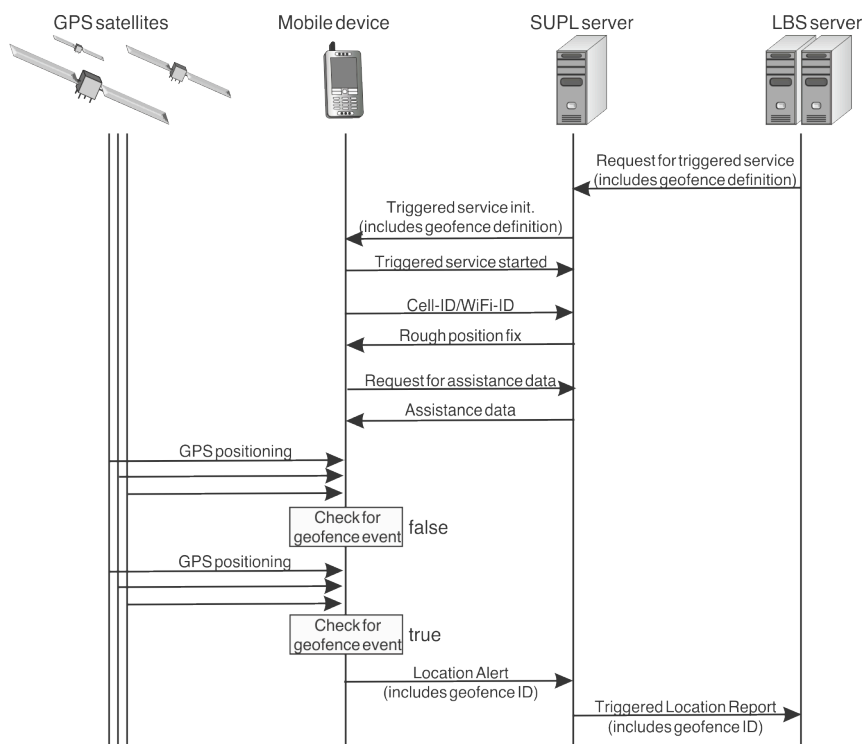 GPS satellites
Mobile device
SUPL server
LBS server
Request for triggered service
(includes geofence definition)
Triggered service init.
(includes geofence definition)
Triggered service started
Cell-ID/WiFi-ID
Rough position fix
Request for assistance data
Assistance data
GPS positioning
Check for
geofence event
false
GPS positioning
Check for
geofence event
true
Location Alert
(includes geofence ID)
Triggered Location Report
(includes geofence ID)